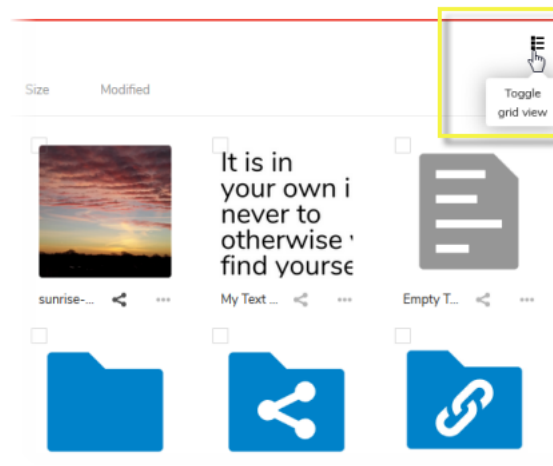 Size Modified
Toggle
grid view
It is in
your own i
never to
otherwise
find yourse
sunrise-... My Text ... Empty T...